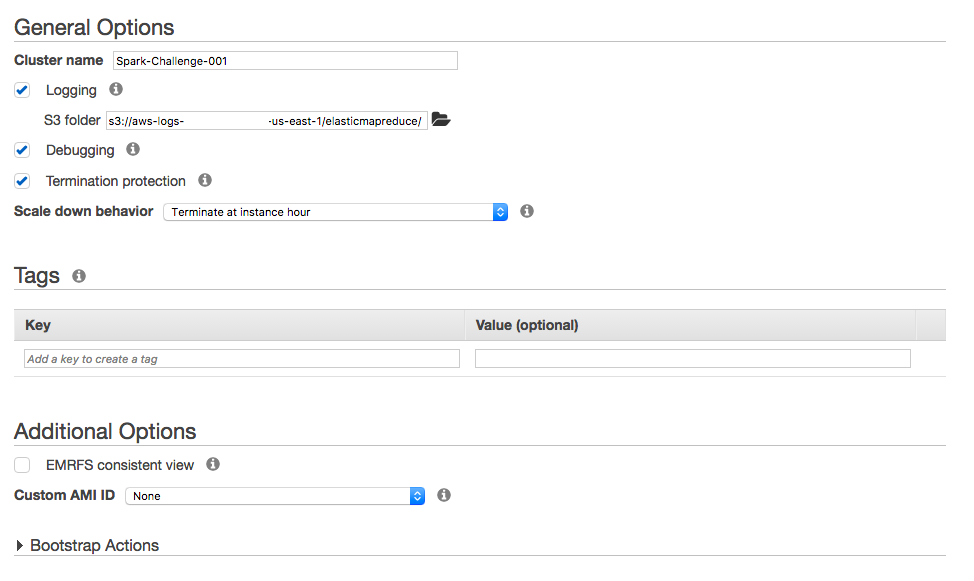 General Options
Cluster name Spark-Challenge-001
Logging
S3 folder s3://aws-logs- -us-east-1/elasticmapreduce/
Debugging
Termination protection
Scale down behavior Terminate at instance hour
Tags
Key Value (optional)
Add a key to create a tag
Additional Options
EMRFS consistent view
Custom AMI ID None
Bootstrap Actions